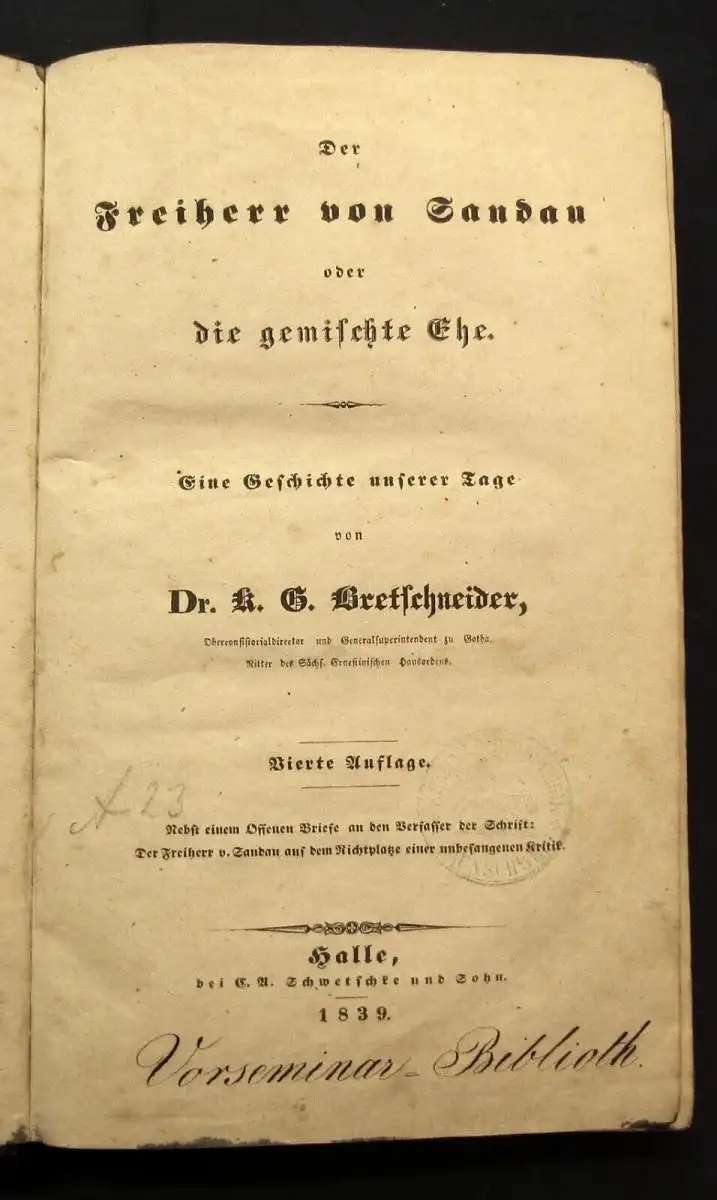 Der
Freiherr von Sandau
oder
die gemischte Ehe.
Eine Geschichte unserer Tage
von
Dr. K. G. Bretschneider,
Oberconsistorialdirector und Generalsuperintendent zu Gotha,
Ritter des Sächs. Ernestinischen Hausordens.
Vierte Auflage.
A 23
Nebst einem Offenen Briefe an den Verfasser der Schrift:
Der Freiherr v. Sandau auf dem Richtplatze einer unbefangenen Kritik.
Halle,
bei C. A. Schwetschke und Sohn.
1839.
Vorseminar-Biblioth.